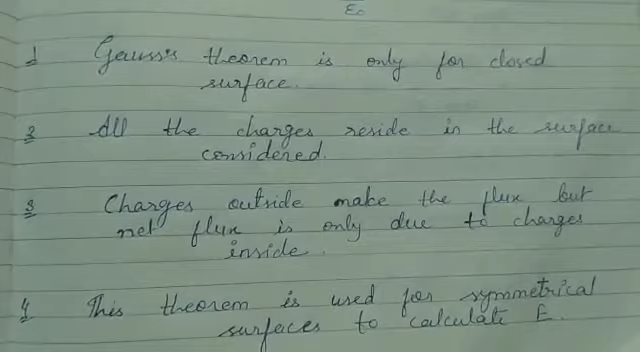 ε₀
1 Gauss's theorem is only for closed
surface.
2 All the charges reside in the surface
considered.
3 Charges outside make the flux but
net flux is only due to charges
inside.
4 This theorem is used for symmetrical
surfaces to calculate E.